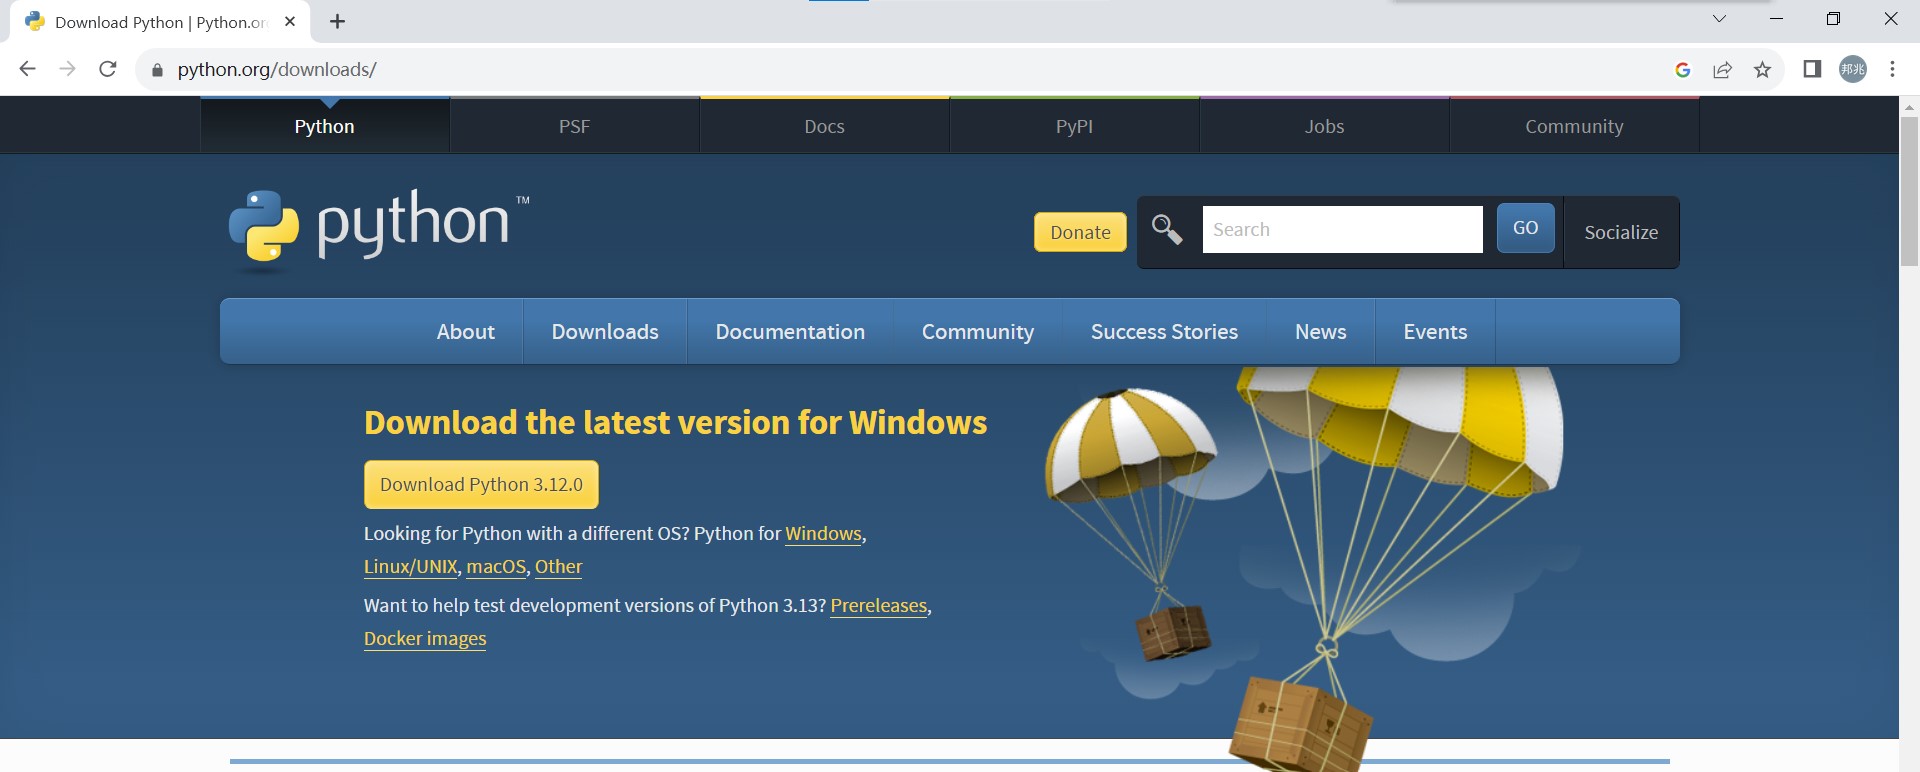 Download Python | Python.or
python.org/downloads/
邦兆
Python PSF Docs PyPI Jobs Community
python™
Donate Search GO Socialize
About Downloads Documentation Community Success Stories News Events
Download the latest version for Windows
Download Python 3.12.0
Looking for Python with a different OS? Python for Windows,
Linux/UNIX, macOS, Other
Want to help test development versions of Python 3.13? Prereleases,
Docker images